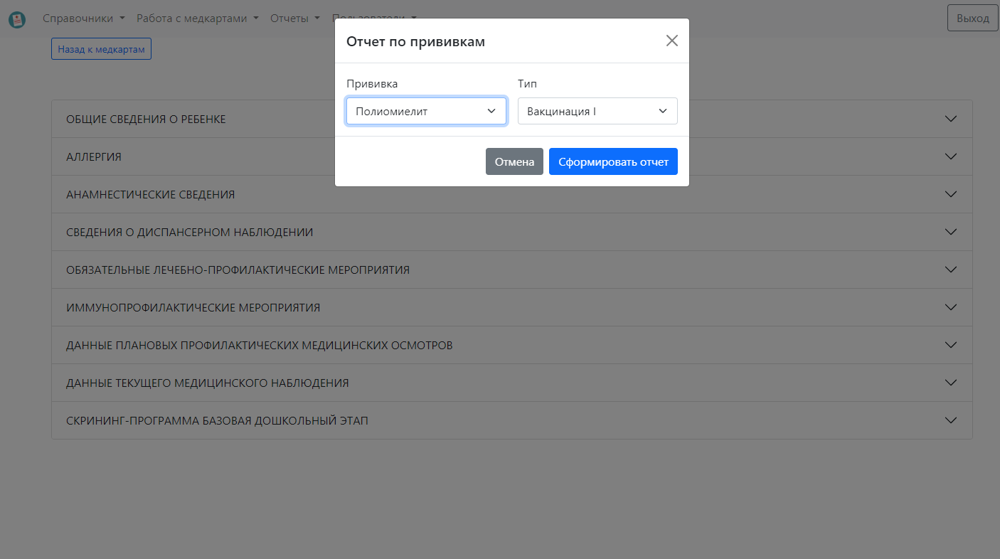 Справочники Работа с медкартами Отчеты Пользователи Выход
Назад к медкартам
Отчет по прививкам
Прививка Тип
Полиомиелит Вакцинация I
Отмена Сформировать отчет
ОБЩИЕ СВЕДЕНИЯ О РЕБЕНКЕ
АЛЛЕРГИЯ
АНАМНЕСТИЧЕСКИЕ СВЕДЕНИЯ
СВЕДЕНИЯ О ДИСПАНСЕРНОМ НАБЛЮДЕНИИ
ОБЯЗАТЕЛЬНЫЕ ЛЕЧЕБНО-ПРОФИЛАКТИЧЕСКИЕ МЕРОПРИЯТИЯ
ИММУНОПРОФИЛАКТИЧЕСКИЕ МЕРОПРИЯТИЯ
ДАННЫЕ ПЛАНОВЫХ ПРОФИЛАКТИЧЕСКИХ МЕДИЦИНСКИХ ОСМОТРОВ
ДАННЫЕ ТЕКУЩЕГО МЕДИЦИНСКОГО НАБЛЮДЕНИЯ
СКРИНИНГ-ПРОГРАММА БАЗОВАЯ ДОШКОЛЬНЫЙ ЭТАП